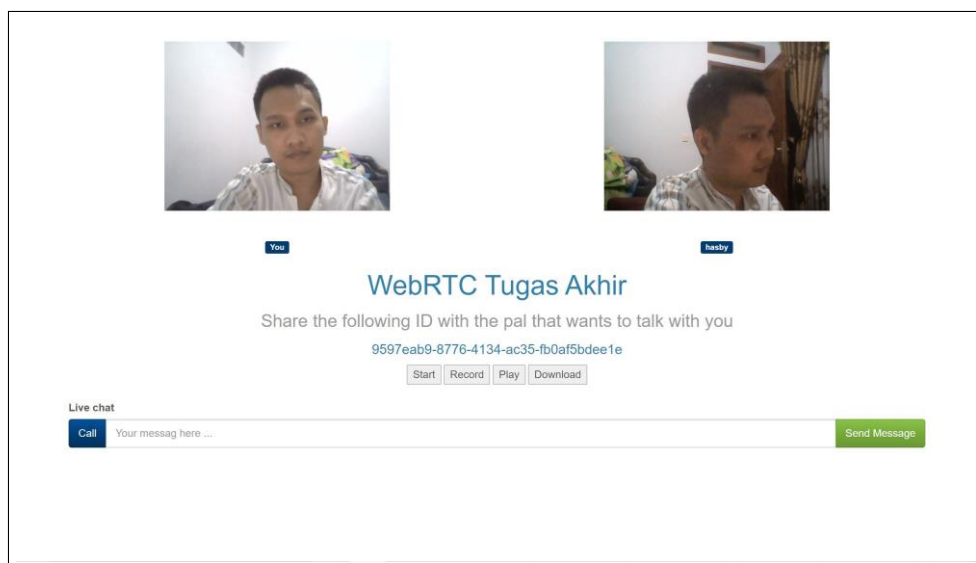 You
hasby
WebRTC Tugas Akhir
Share the following ID with the pal that wants to talk with you
9597eab9-8776-4134-ac35-fb0af5bdee1e
Start Record Play Download
Live chat
Call Your messag here ... Send Message